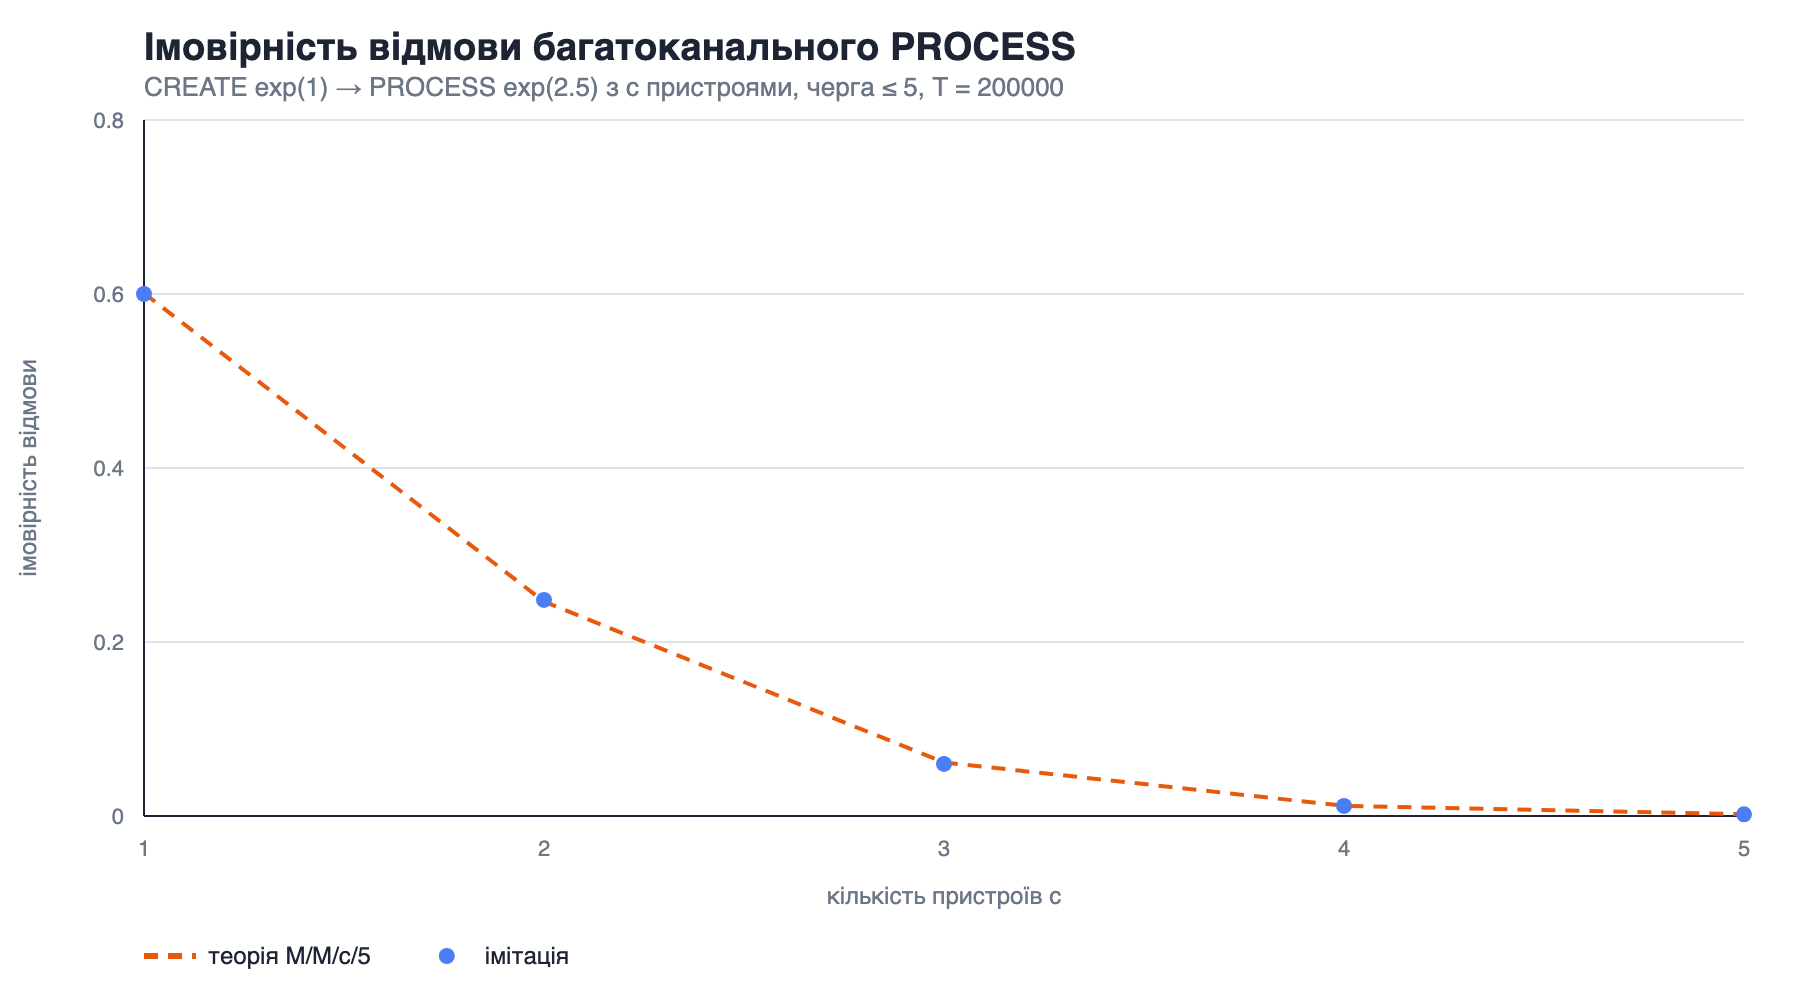 Імовірність відмови багатоканального PROCESS
CREATE exp(1) → PROCESS exp(2.5) з c пристроями, черга ≤ 5, T = 200000
0.8
0.6
0.4
0.2
0
імовірність відмови
1 2 3 4 5
кількість пристроїв c
теорія M/M/c/5 імітація